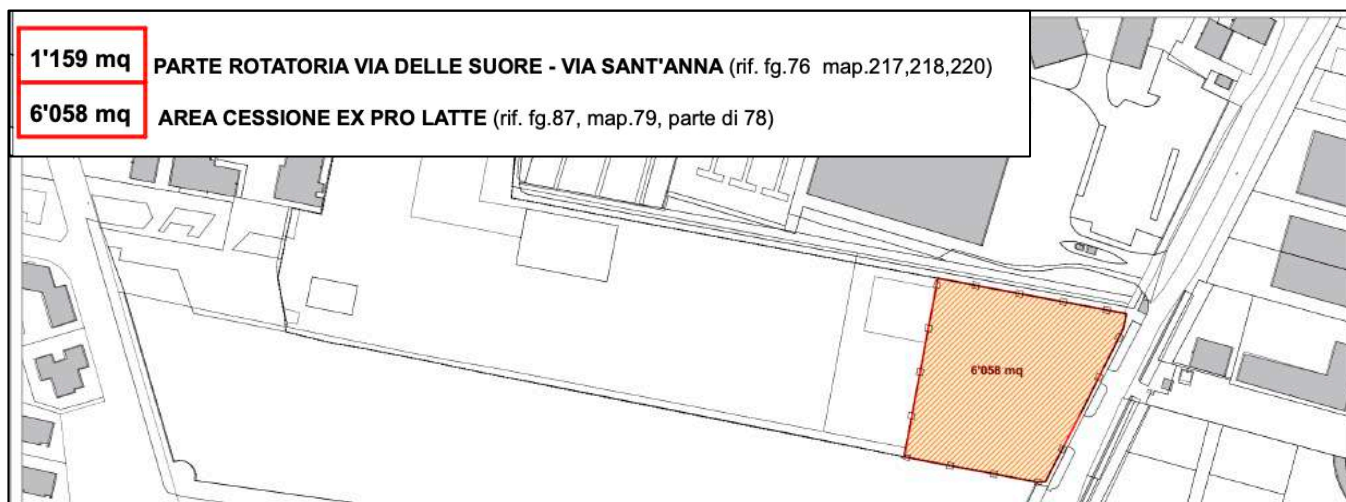 1'159 mq PARTE ROTATORIA VIA DELLE SUORE - VIA SANT'ANNA (rif. fg.76 map.217,218,220)
6'058 mq AREA CESSIONE EX PRO LATTE (rif. fg.87, map.79, parte di 78)
6'058 mq